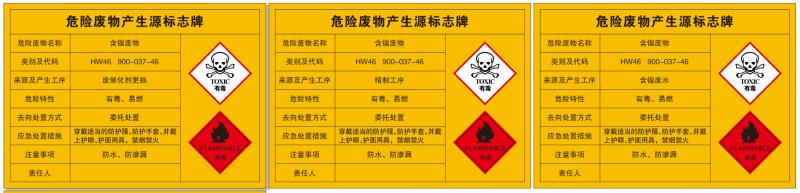 危险废物产生源标志牌
危险废物名称 含镍废物
类别及代码 HW46 900-037-46
来源及产生工序 废催化剂更换
危险特性 有毒、易燃
去向处置方式 委托处置
应急处置措施 穿戴适当的防护服、防护手套、并戴
上护眼、护面用具，禁烟禁火
注意事项 防水、防渗漏
责任人
TOXIC
有毒
FLAMMABLE
易燃
危险废物产生源标志牌
危险废物名称 含镍废物
类别及代码 HW46 900-037-46
来源及产生工序 精制工序
危险特性 有毒、易燃
去向处置方式 委托处置
应急处置措施 穿戴适当的防护服、防护手套、并戴
上护眼、护面用具，禁烟禁火
注意事项 防水、防渗漏
责任人
TOXIC
有毒
FLAMMABLE
易燃
危险废物产生源标志牌
危险废物名称 含镍废物
类别及代码 HW46 900-037-46
来源及产生工序 含镍废水
危险特性 有毒、易燃
去向处置方式 委托处置
应急处置措施 穿戴适当的防护服、防护手套、并戴
上护眼、护面用具，禁烟禁火
注意事项 防水、防渗漏
责任人
TOXIC
有毒
FLAMMABLE
易燃